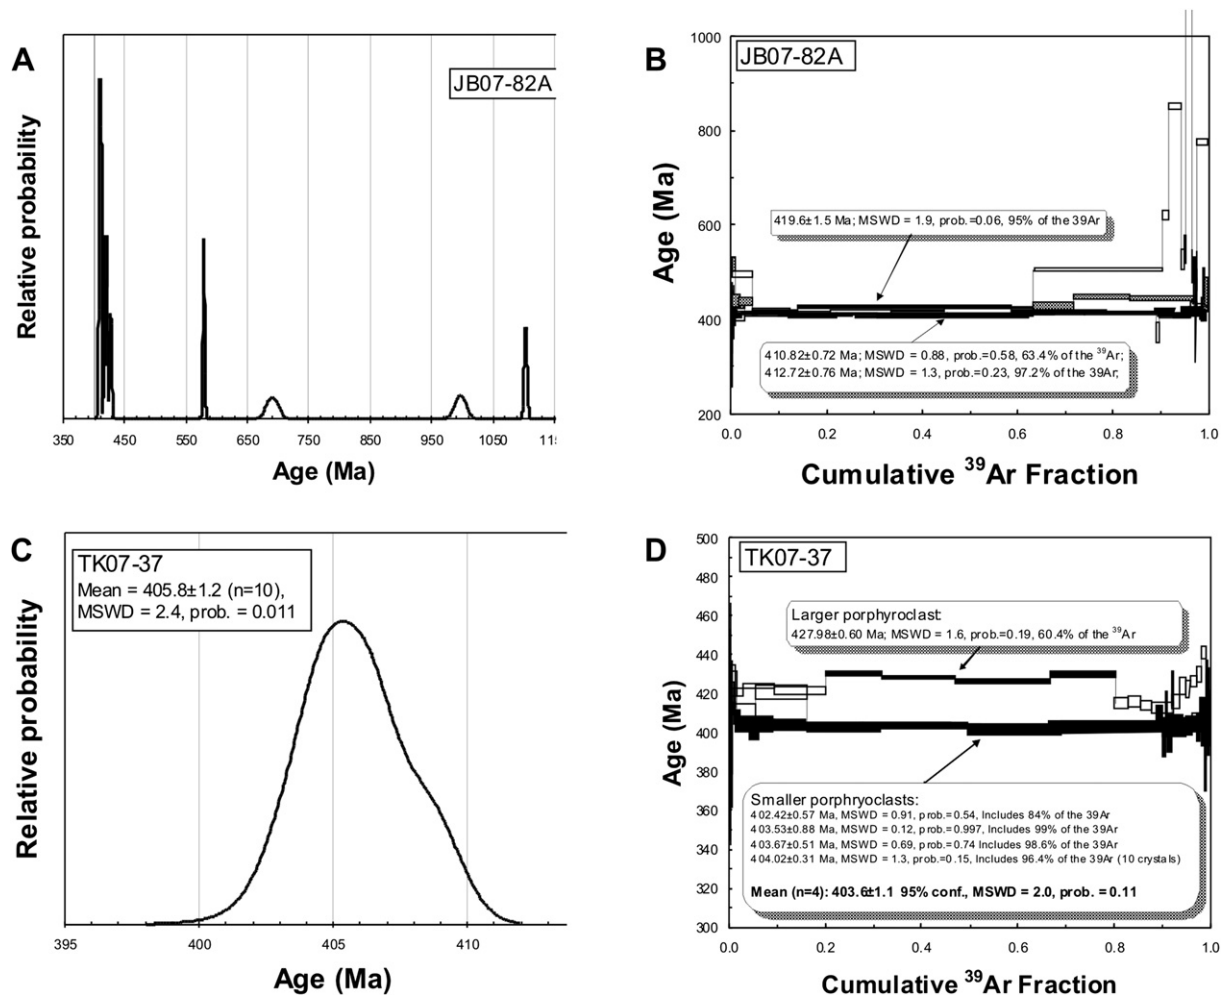 A
JB07-82A
Relative probability
350 450 550 650 750 850 950 1050 115
Age (Ma)
B
JB07-82A
Age (Ma)
1000
800
600
400
200
419.6±1.5 Ma; MSWD = 1.9, prob.=0.06, 95% of the 39Ar
410.82±0.72 Ma; MSWD = 0.88, prob.=0.58, 63.4% of the ³⁹Ar;
412.72±0.76 Ma; MSWD = 1.3, prob.=0.23, 97.2% of the 39Ar;
0.0 0.2 0.4 0.6 0.8 1.0
Cumulative ³⁹Ar Fraction
C
TK07-37
Mean = 405.8±1.2 (n=10),
MSWD = 2.4, prob. = 0.011
Relative probability
395 400 405 410
Age (Ma)
D
TK07-37
Age (Ma)
500
480
460
440
420
400
380
360
340
320
300
Larger porphyroclast:
427.98±0.60 Ma; MSWD = 1.6, prob.=0.19, 60.4% of the ³⁹Ar
Smaller porphryoclasts:
402.42±0.57 Ma, MSWD = 0.91, prob.=0.54, Includes 84% of the 39Ar
403.53±0.88 Ma, MSWD = 0.12, prob.=0.997, Includes 99% of the 39Ar
403.67±0.51 Ma, MSWD = 0.69, prob.=0.74 Includes 98.6% of the 39Ar
404.02±0.31 Ma, MSWD = 1.3, prob.=0.15, Includes 96.4% of the 39Ar (10 crystals)
Mean (n=4): 403.6±1.1 95% conf., MSWD = 2.0, prob. = 0.11
0.0 0.2 0.4 0.6 0.8 1.0
Cumulative ³⁹Ar Fraction